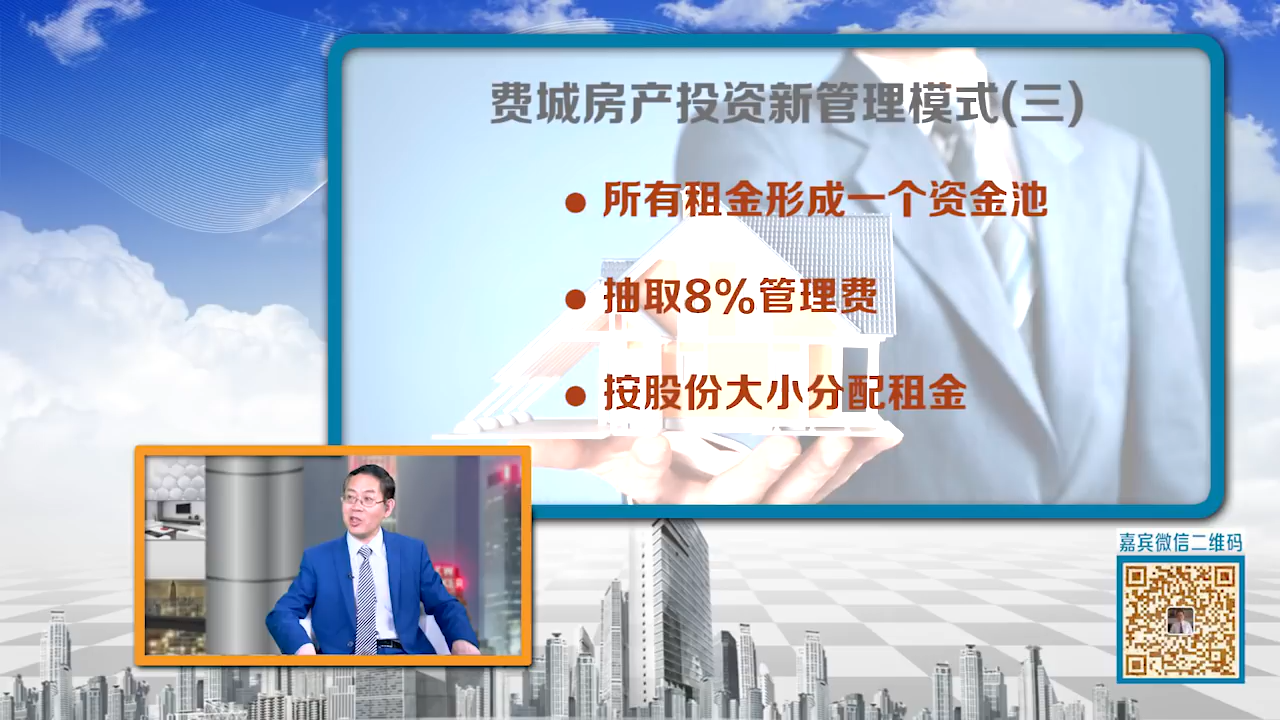 费城房产投资新管理模式(三)
● 所有租金形成一个资金池
● 抽取8%管理费
● 按股份大小分配租金
嘉宾微信二维码